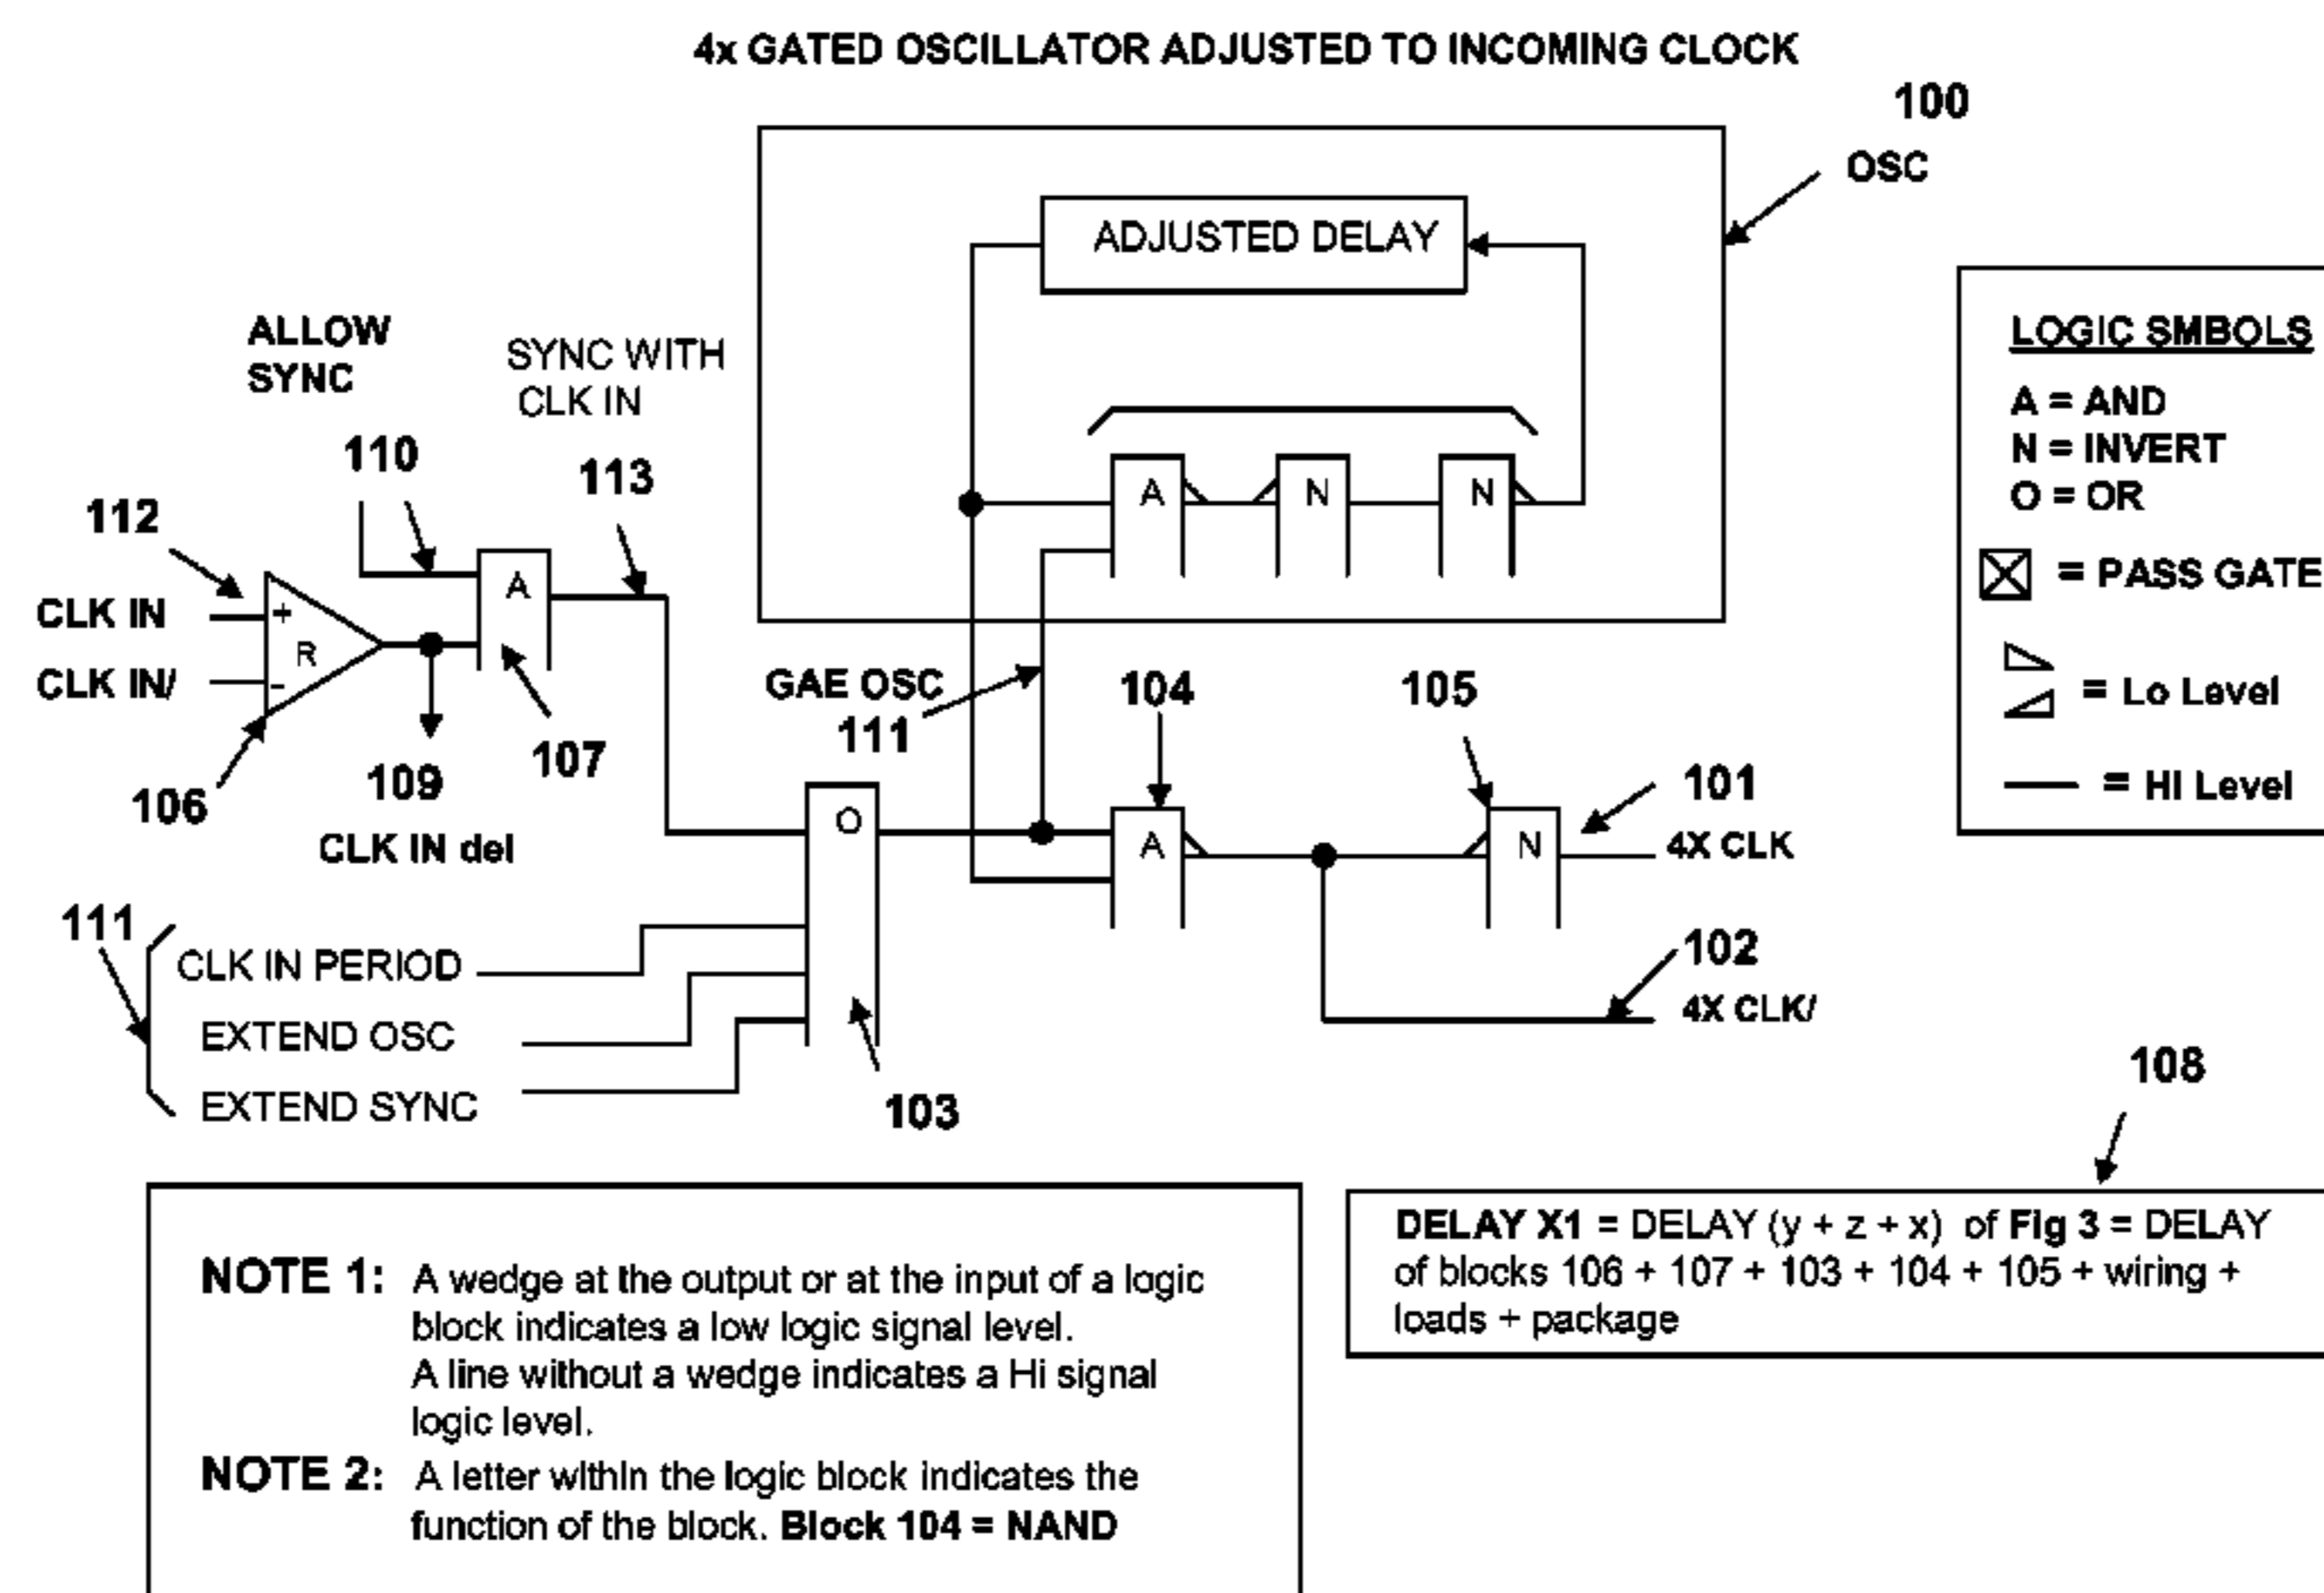 4x GATED OSCILLATOR ADJUSTED TO INCOMING CLOCK
100
OSC
ADJUSTED DELAY
LOGIC SMBOLS
A = AND
N = INVERT
O = OR
= PASS GATE
= Lo Level
= HI Level
ALLOW
SYNC
SYNC WITH
CLK IN
110
113
112
A
N
N
A
CLK IN
+
R
CLK IN/
-
GAE OSC
111
104
105
107
109
106
CLK IN del
O
A
N
101
4X CLK
111
CLK IN PERIOD
EXTEND OSC
EXTEND SYNC
102
4X CLK/
103
108
DELAY X1 = DELAY (y + z + x) of Fig 3 = DELAY
of blocks 106 + 107 + 103 + 104 + 105 + wiring +
loads + package
NOTE 1: A wedge at the output or at the input of a logic
block indicates a low logic signal level.
A line without a wedge indicates a Hi signal
logic level.
NOTE 2: A letter within the logic block indicates the
function of the block. Block 104 = NAND